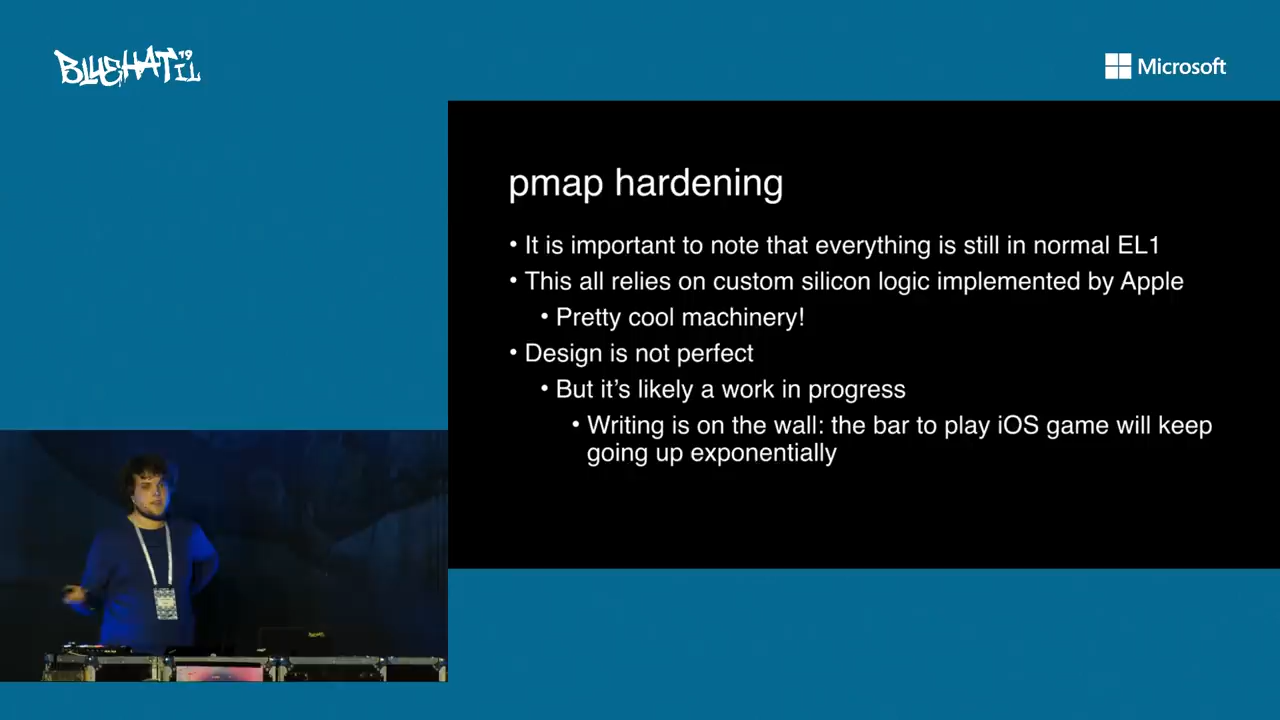 BLUEHAT19
IL
Microsoft
pmap hardening
• It is important to note that everything is still in normal EL1
• This all relies on custom silicon logic implemented by Apple
• Pretty cool machinery!
• Design is not perfect
• But it’s likely a work in progress
• Writing is on the wall: the bar to play iOS game will keep
going up exponentially